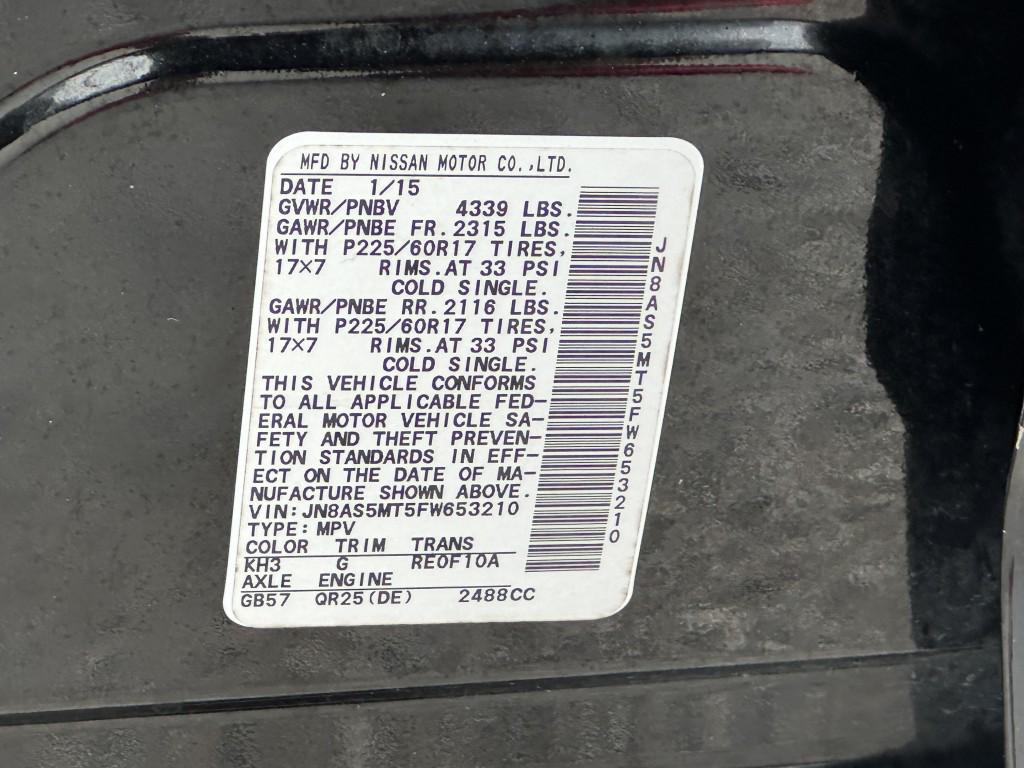 MFD BY NISSAN MOTOR CO.,LTD.
DATE 1/15
GVWR/PNBV 4339 LBS.
GAWR/PNBE FR.2315 LBS.
WITH P225/60R17 TIRES,
17×7 RIMS.AT 33 PSI
COLD SINGLE.
GAWR/PNBE RR.2116 LBS.
WITH P225/60R17 TIRES,
17×7 RIMS.AT 33 PSI
COLD SINGLE.
THIS VEHICLE CONFORMS
TO ALL APPLICABLE FED-
ERAL MOTOR VEHICLE SA-
FETY AND THEFT PREVEN-
TION STANDARDS IN EFF-
ECT ON THE DATE OF MA-
NUFACTURE SHOWN ABOVE.
VIN:JN8AS5MT5FW653210
TYPE:MPV
COLOR TRIM TRANS
KH3 G RE0F10A
AXLE ENGINE
GB57 QR25(DE) 2488CC
JN8AS5MT5FW653210